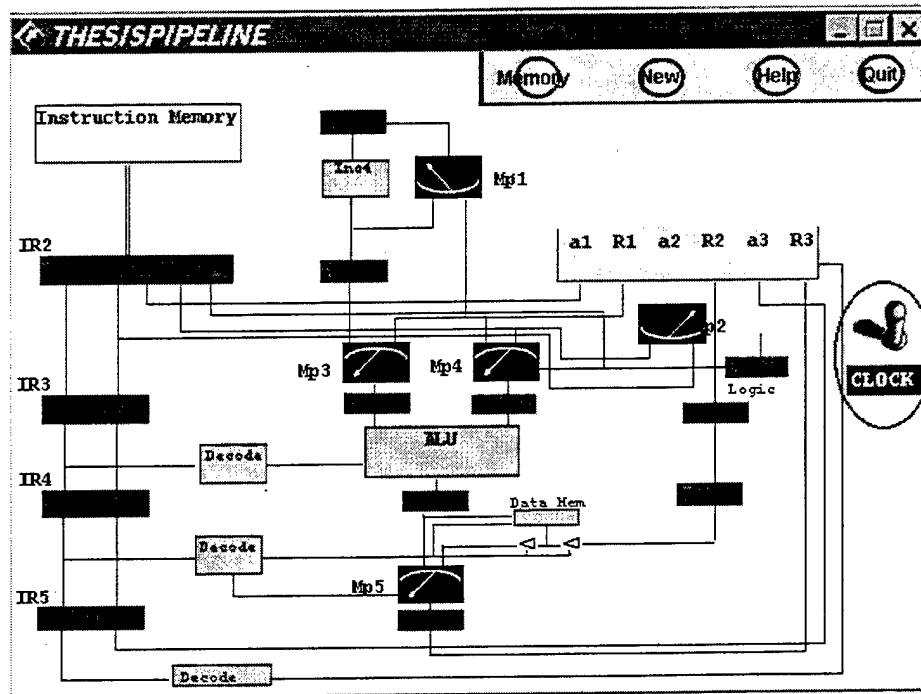 THESISPIPELINE
Memory New Help Quit
Instruction Memory
Inc4
Mp1
IR2
a1 R1 a2 R2 a3 R3
p2
Mp3
Mp4
IR3
Logic
CLOCK
ALU
Decode
IR4
Data Mem
Decode
Mp5
IR5
Decode